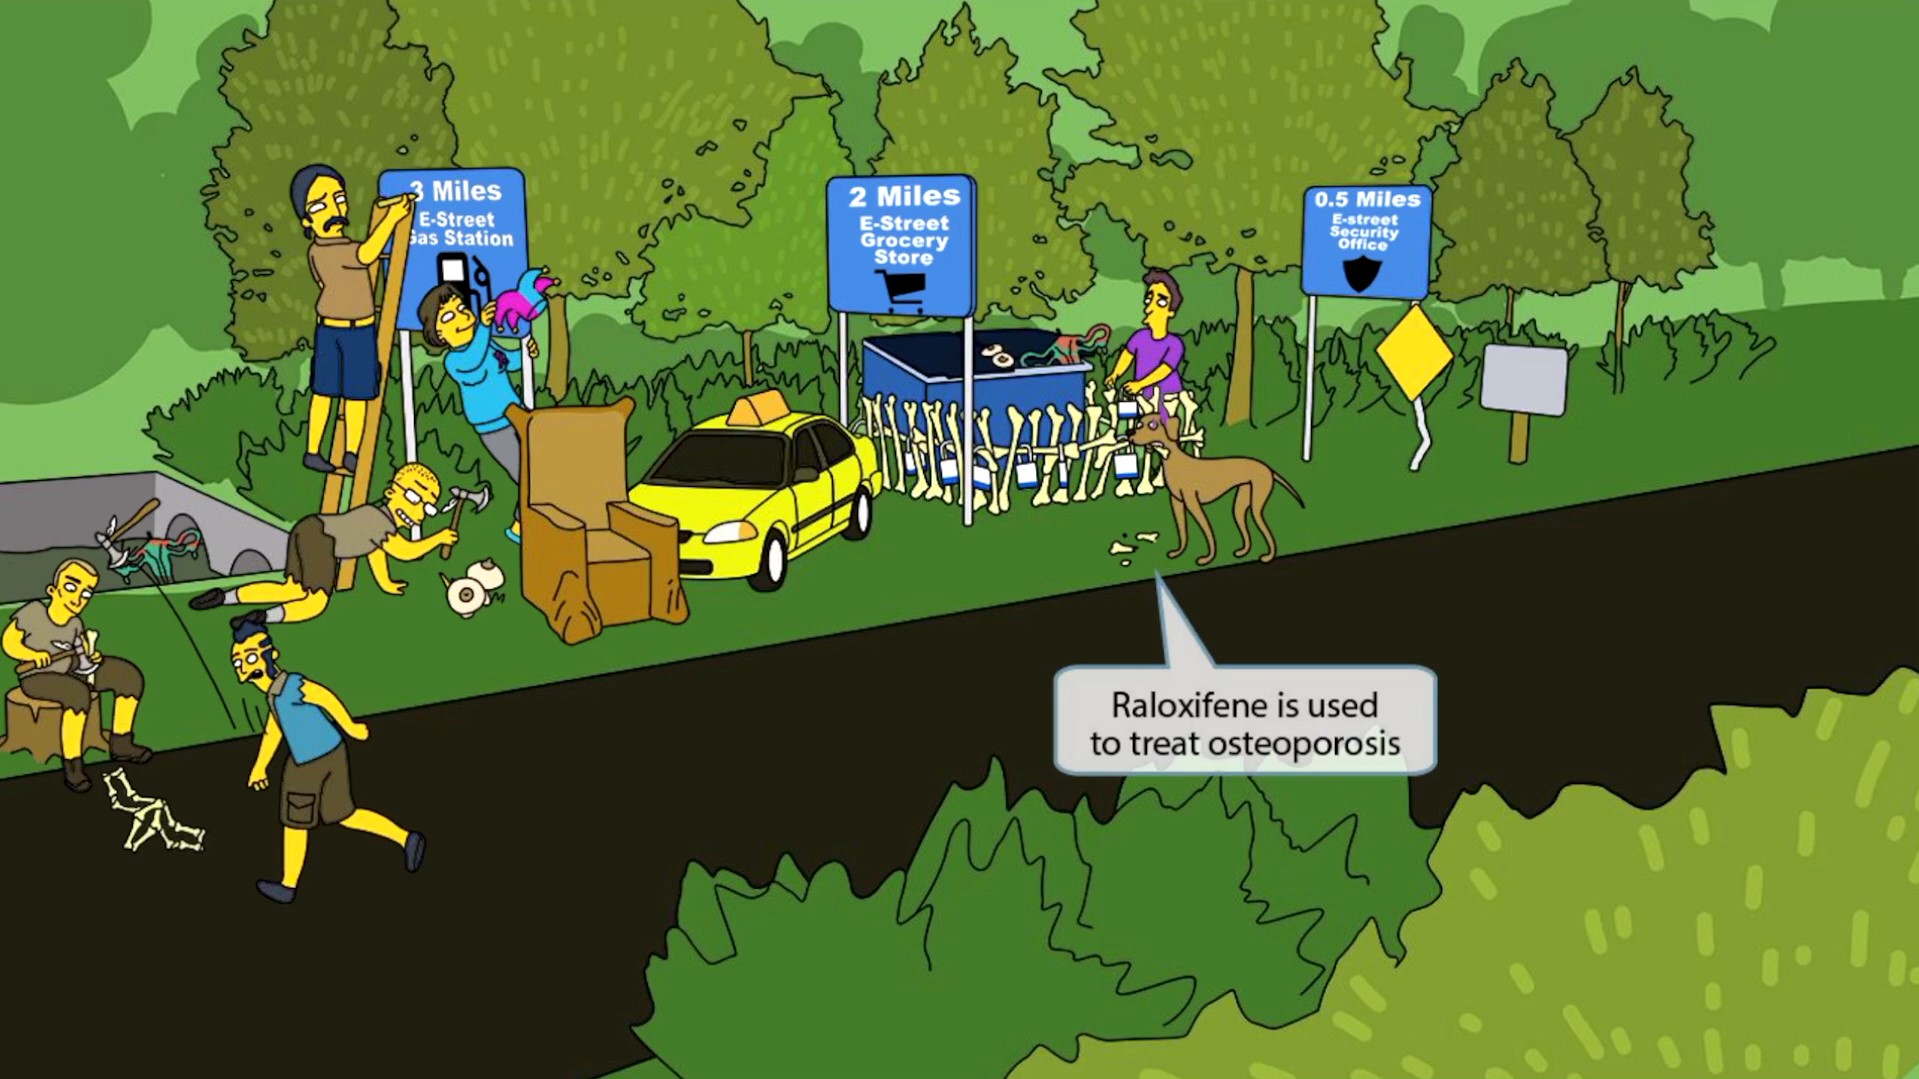 3 Miles
E-Street
Gas Station
2 Miles
E-Street
Grocery
Store
0.5 Miles
E-street
Security
Office
Raloxifene is used
to treat osteoporosis